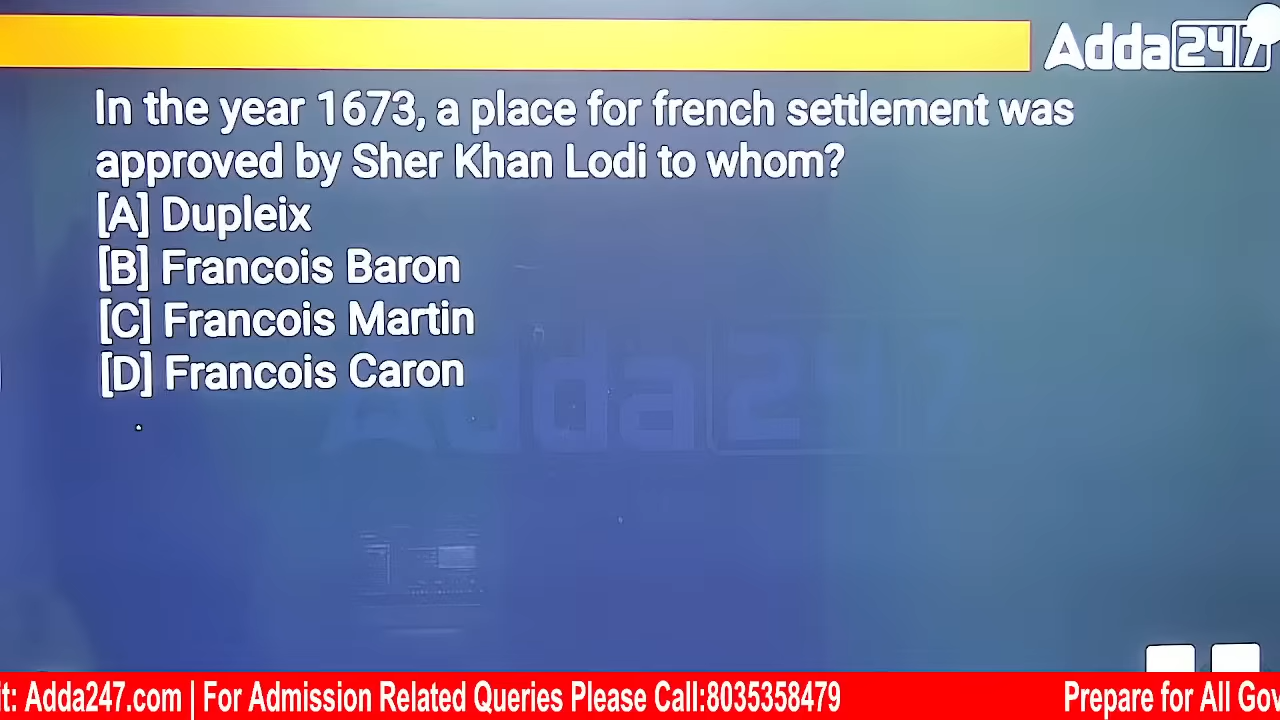 Adda247
In the year 1673, a place for french settlement was
approved by Sher Khan Lodi to whom?
[A] Dupleix
[B] Francois Baron
[C] Francois Martin
[D] Francois Caron
Adda247
it: Adda247.com | For Admission Related Queries Please Call:8035358479
Prepare for All Gov